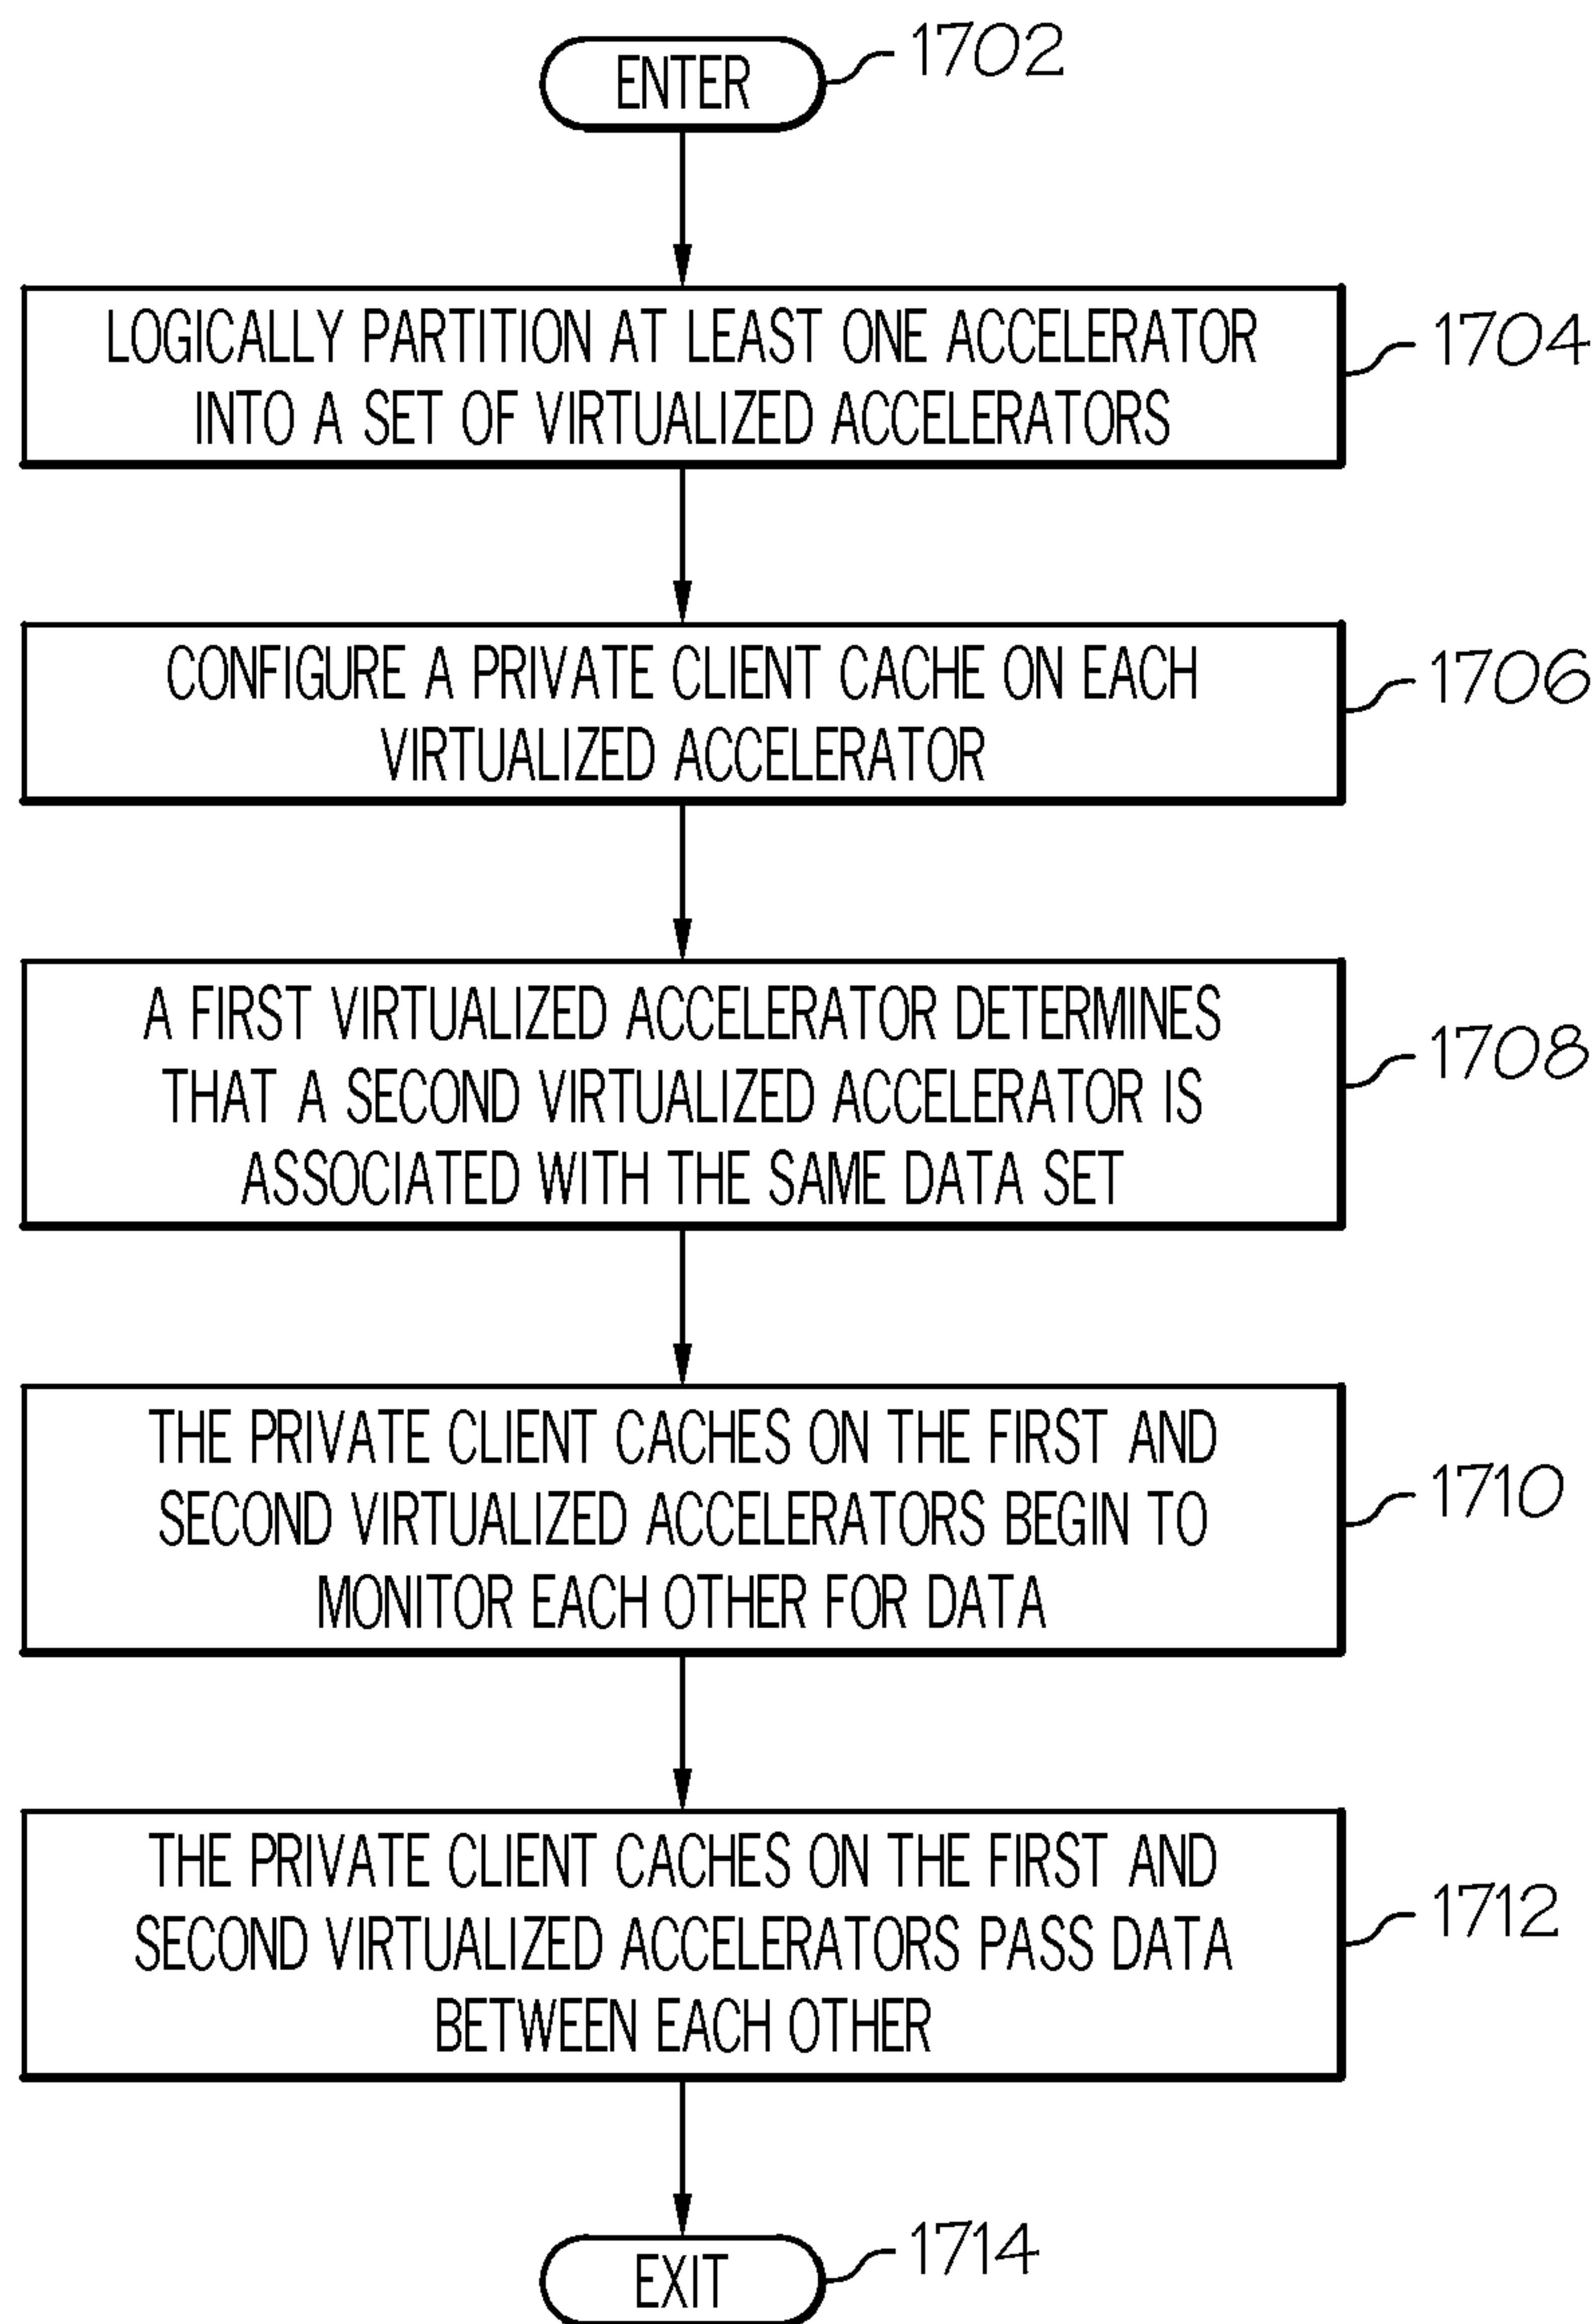 ENTER
1702
LOGICALLY PARTITION AT LEAST ONE ACCELERATOR
INTO A SET OF VIRTUALIZED ACCELERATORS
1704
CONFIGURE A PRIVATE CLIENT CACHE ON EACH
VIRTUALIZED ACCELERATOR
1706
A FIRST VIRTUALIZED ACCELERATOR DETERMINES
THAT A SECOND VIRTUALIZED ACCELERATOR IS
ASSOCIATED WITH THE SAME DATA SET
1708
THE PRIVATE CLIENT CACHES ON THE FIRST AND
SECOND VIRTUALIZED ACCELERATORS BEGIN TO
MONITOR EACH OTHER FOR DATA
1710
THE PRIVATE CLIENT CACHES ON THE FIRST AND
SECOND VIRTUALIZED ACCELERATORS PASS DATA
BETWEEN EACH OTHER
1712
EXIT
1714